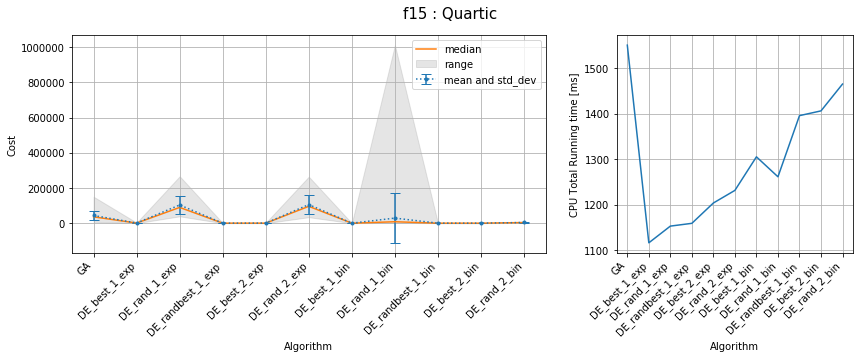 f15 : Quartic
1000000
800000
600000
400000
200000
0
Cost
median
range
mean and std_dev
GA
DE_best_1_exp
DE_rand_1_exp
DE_randbest_1_exp
DE_best_2_exp
DE_rand_2_exp
DE_best_1_bin
DE_rand_1_bin
DE_randbest_1_bin
DE_best_2_bin
DE_rand_2_bin
Algorithm
1500
1400
1300
1200
1100
CPU Total Running time [ms]
GA
DE_best_1_exp
DE_rand_1_exp
DE_randbest_1_exp
DE_best_2_exp
DE_rand_2_exp
DE_best_1_bin
DE_rand_1_bin
DE_randbest_1_bin
DE_best_2_bin
DE_rand_2_bin
Algorithm